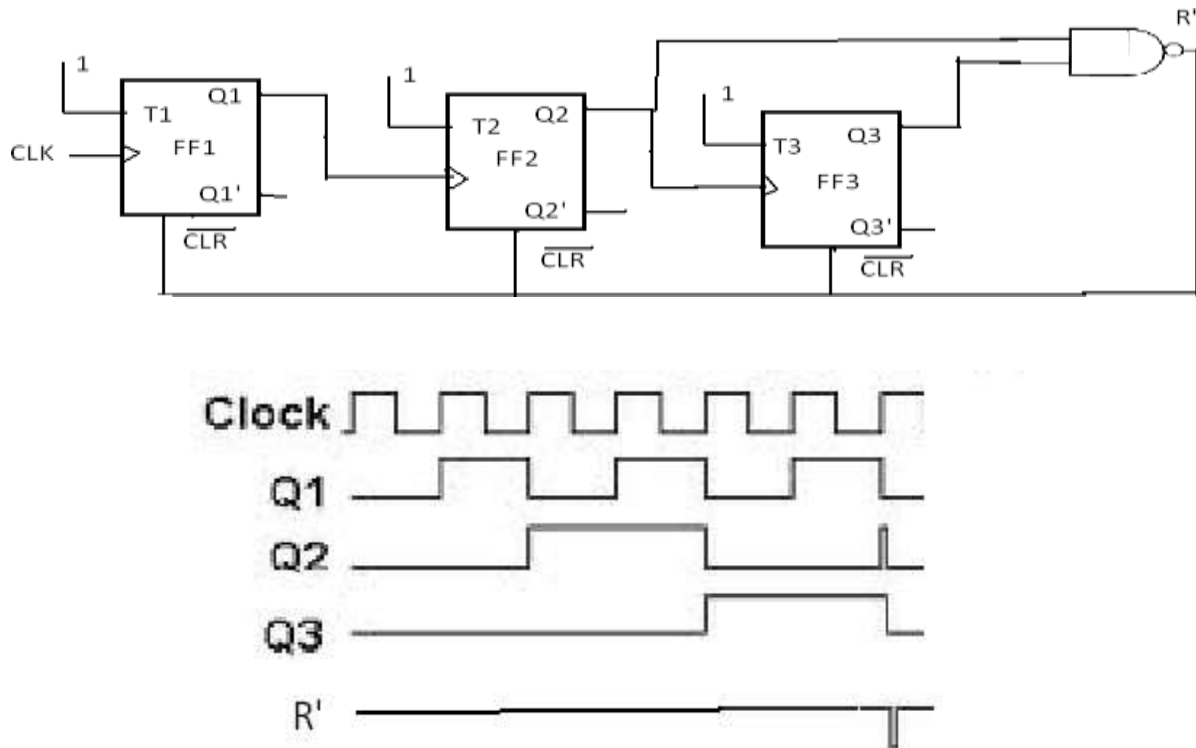 R'
1
1
1
T1
Q1
CLK
FF1
Q1'
CLR
T2
Q2
FF2
Q2'
CLR
T3
Q3
FF3
Q3'
CLR
Clock
Q1
Q2
Q3
R'